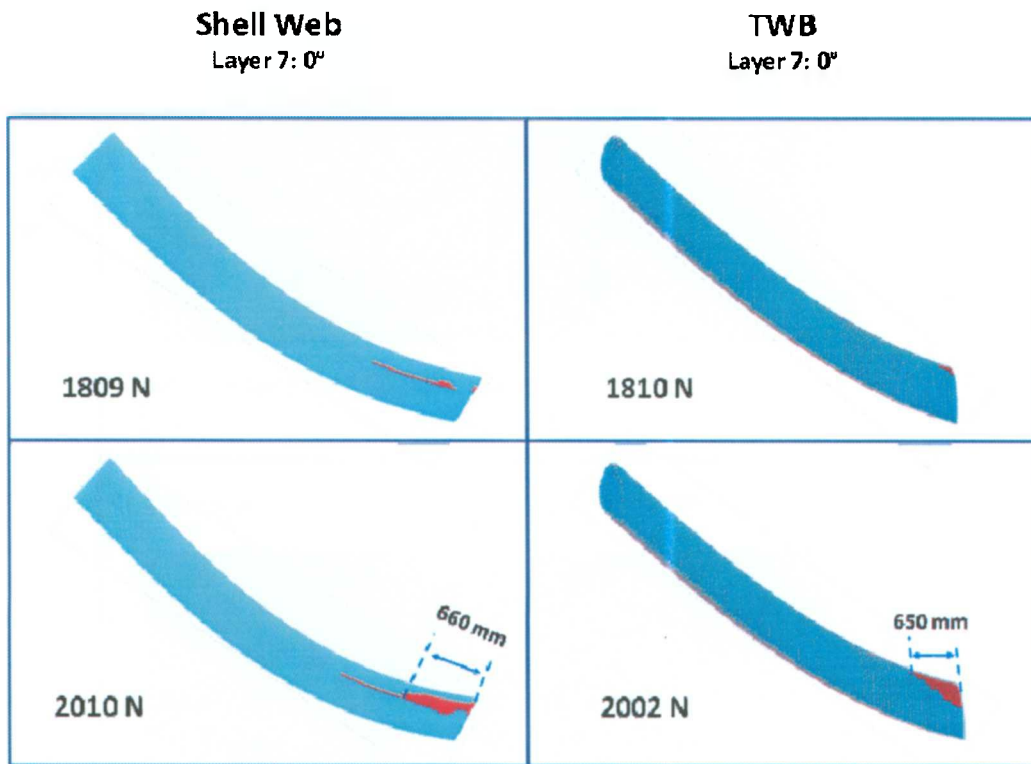 Shell Web
Layer 7: 0°
TWB
Layer 7: 0°
1809 N
1810 N
660 mm
2010 N
650 mm
2002 N